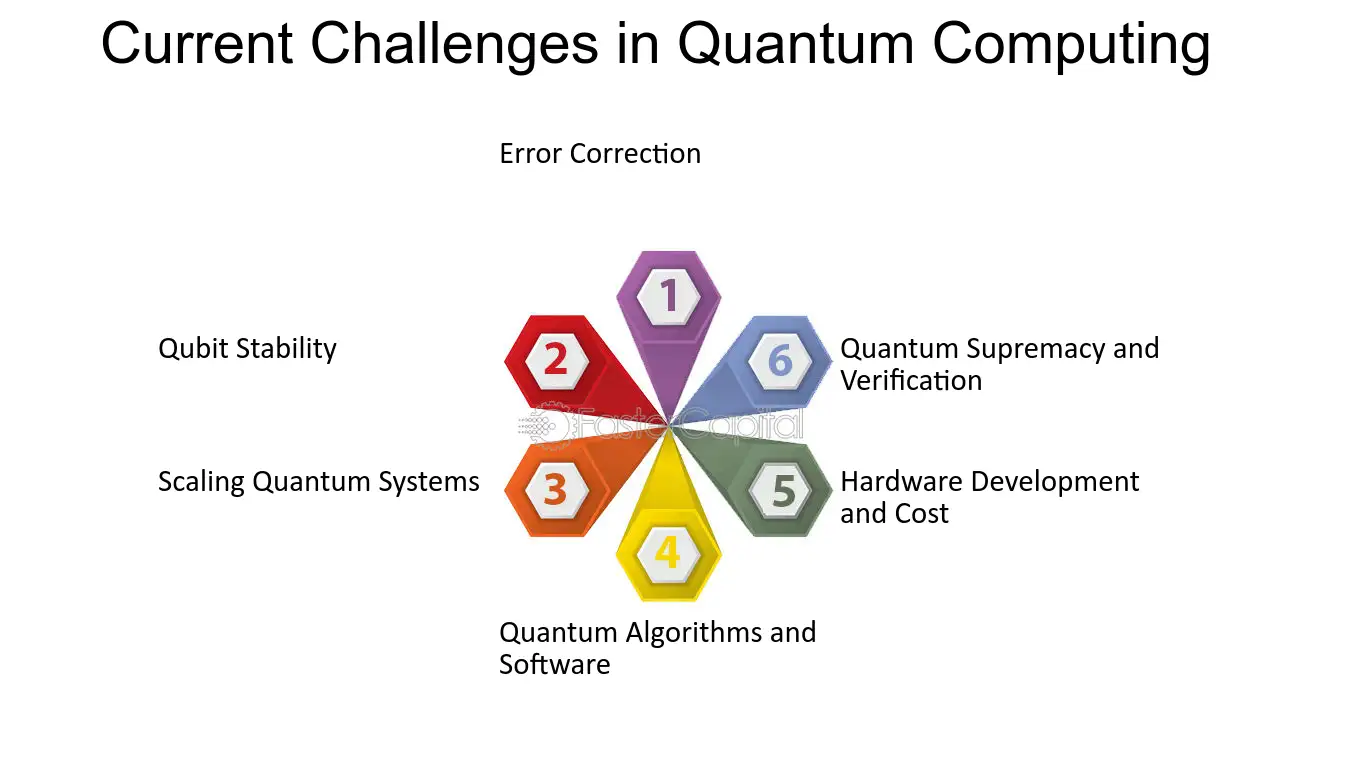 Current Challenges in Quantum Computing
Error Correction
1
2
Qubit Stability
6
Quantum Supremacy and
Verification
FasterCapital
3
Scaling Quantum Systems
5
Hardware Development
and Cost
4
Quantum Algorithms and
Software